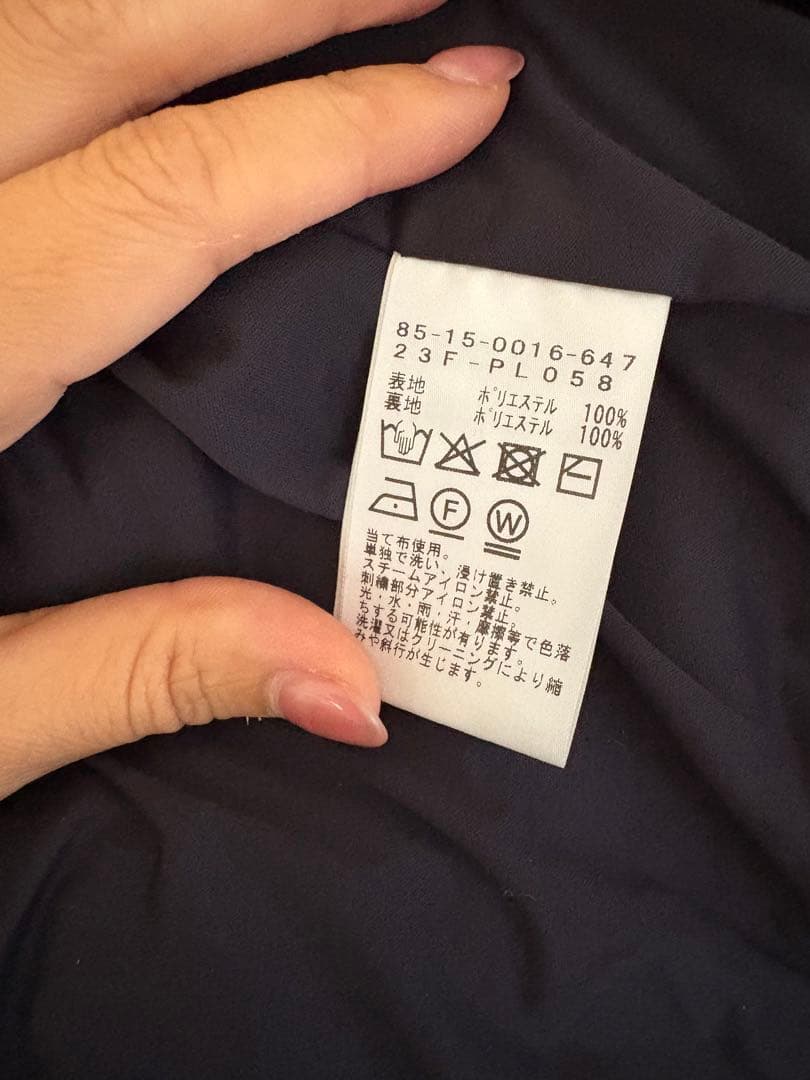 85-15-0016-647
23F-PL058
表地 ポリエステル 100%
裏地 ポリエステル 100%
F W
当て布使用。
単独で洗い、浸け置き禁止。
スチームアイロン禁止。
刺繍部分アイロン禁止。
光・水・雨・汗・摩擦等で色落
ちする可能性が有ります。
洗濯又はクリーニングにより縮
みや斜行が生じます。